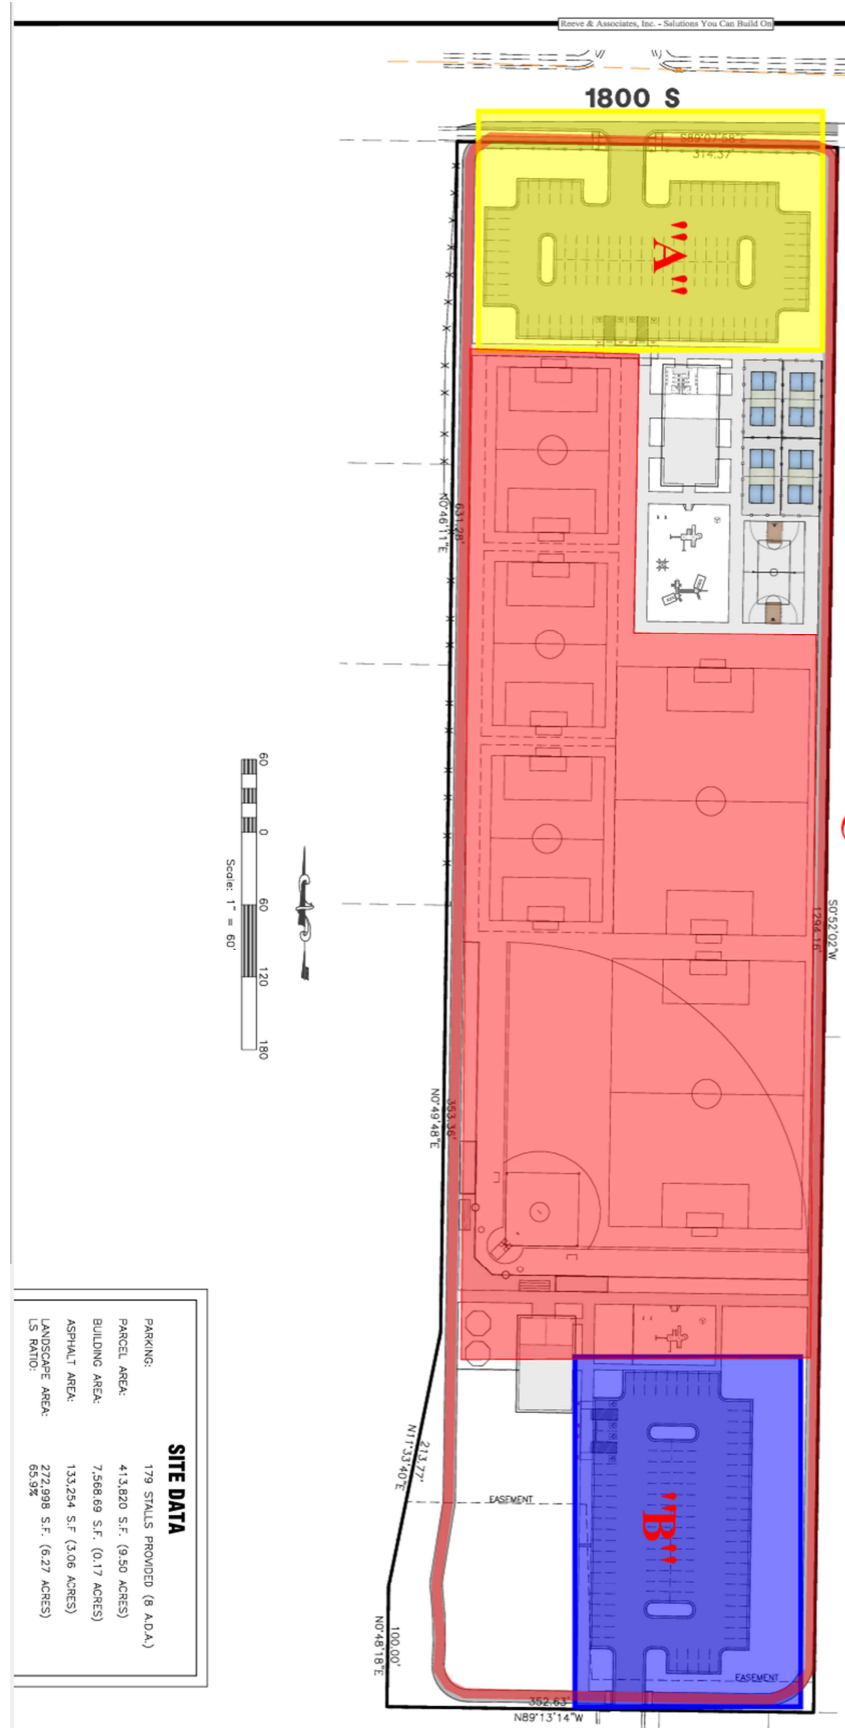 Reeve & Associates, Inc. - Solutions You Can Build On
1800 S
S89°07'58"E
314.37'
"A"
631.28'
N0°46'11"E
S0°52'02"W
1294.16'
60
0
60
120
180
Scale: 1" = 60'
353.36'
N0°49'48"E
213.77'
N11°33'40"E
EASEMENT
"B"
EASEMENT
100.00'
N0°48'18"E
352.63'
N89°13'14"W
SITE DATA
PARKING: 179 STALLS PROVIDED (8 A.D.A.)
PARCEL AREA: 413,820 S.F. (9.50 ACRES)
BUILDING AREA: 7,568.69 S.F. (0.17 ACRES)
ASPHALT AREA: 133,254 S.F (3.06 ACRES)
LANDSCAPE AREA: 272,998 S.F. (6.27 ACRES)
LS RATIO: 65.9%